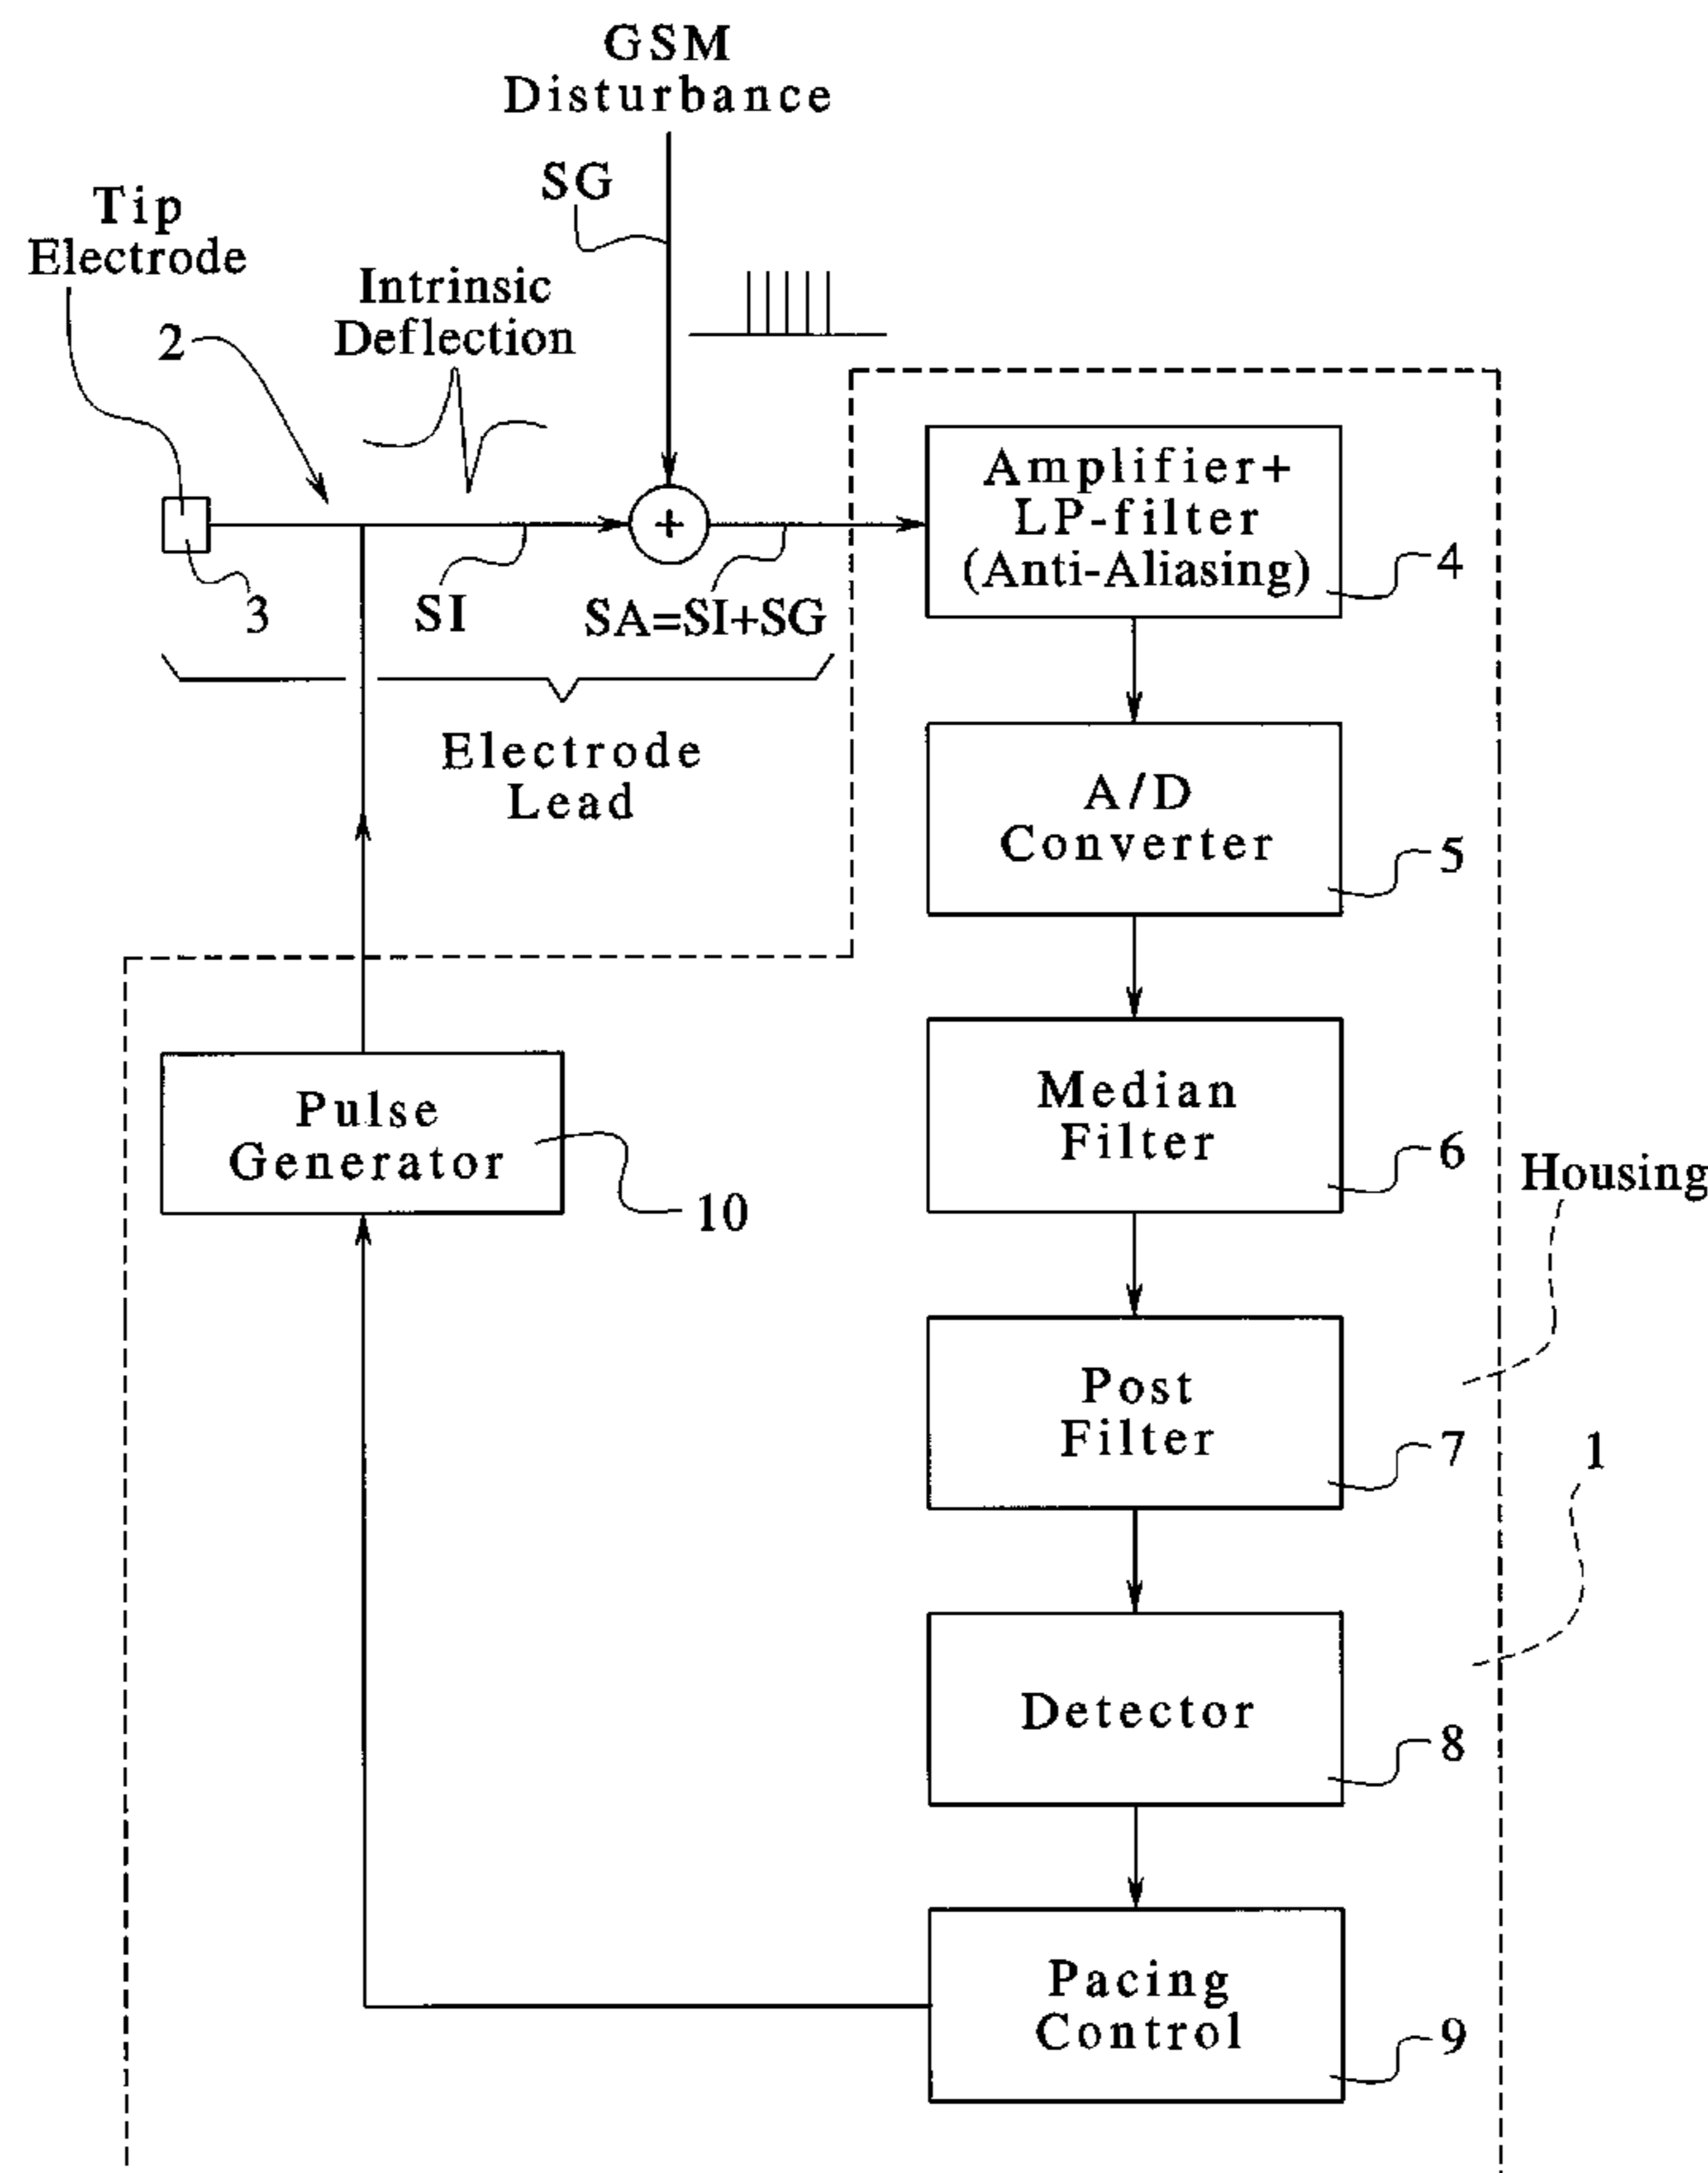 GSM
Disturbance
SG
Tip
Electrode
Intrinsic
Deflection
2
+
Amplifier+
LP-filter
(Anti-Aliasing)
4
3
SI
SA=SI+SG
Electrode
Lead
A/D
Converter
5
Median
Filter
6
Housing
Pulse
Generator
10
Post
Filter
7
1
Detector
8
Pacing
Control
9